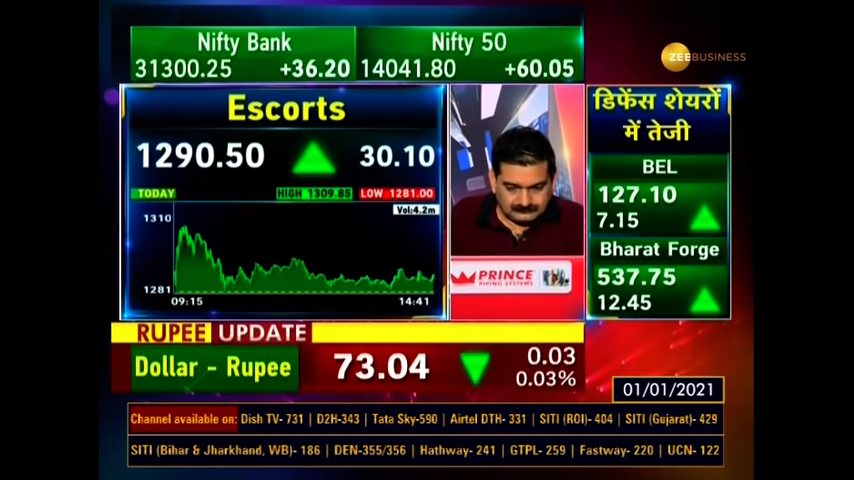 Nifty Bank
31300.25 +36.20
Nifty 50
14041.80 +60.05
ZEEBUSINESS
Escorts
1290.50 30.10
TODAY HIGH 1309.85 LOW 1281.00
Vol:4.2m
1310
1281
09:15 14:41
PRINCE
PIPING SYSTEMS
डिफेंस शेयरों
में तेजी
BEL
127.10
7.15
Bharat Forge
537.75
12.45
RUPEE UPDATE
Dollar - Rupee 73.04 0.03
0.03%
01/01/2021
Channel available on: Dish TV- 731 | D2H-343 | Tata Sky-590 | Airtel DTH- 331 | SITI (ROI)- 404 | SITI (Gujarat)- 429
SITI (Bihar & Jharkhand, WB)- 186 | DEN-355/356 | Hathway- 241 | GTPL- 259 | Fastway- 220 | UCN- 122